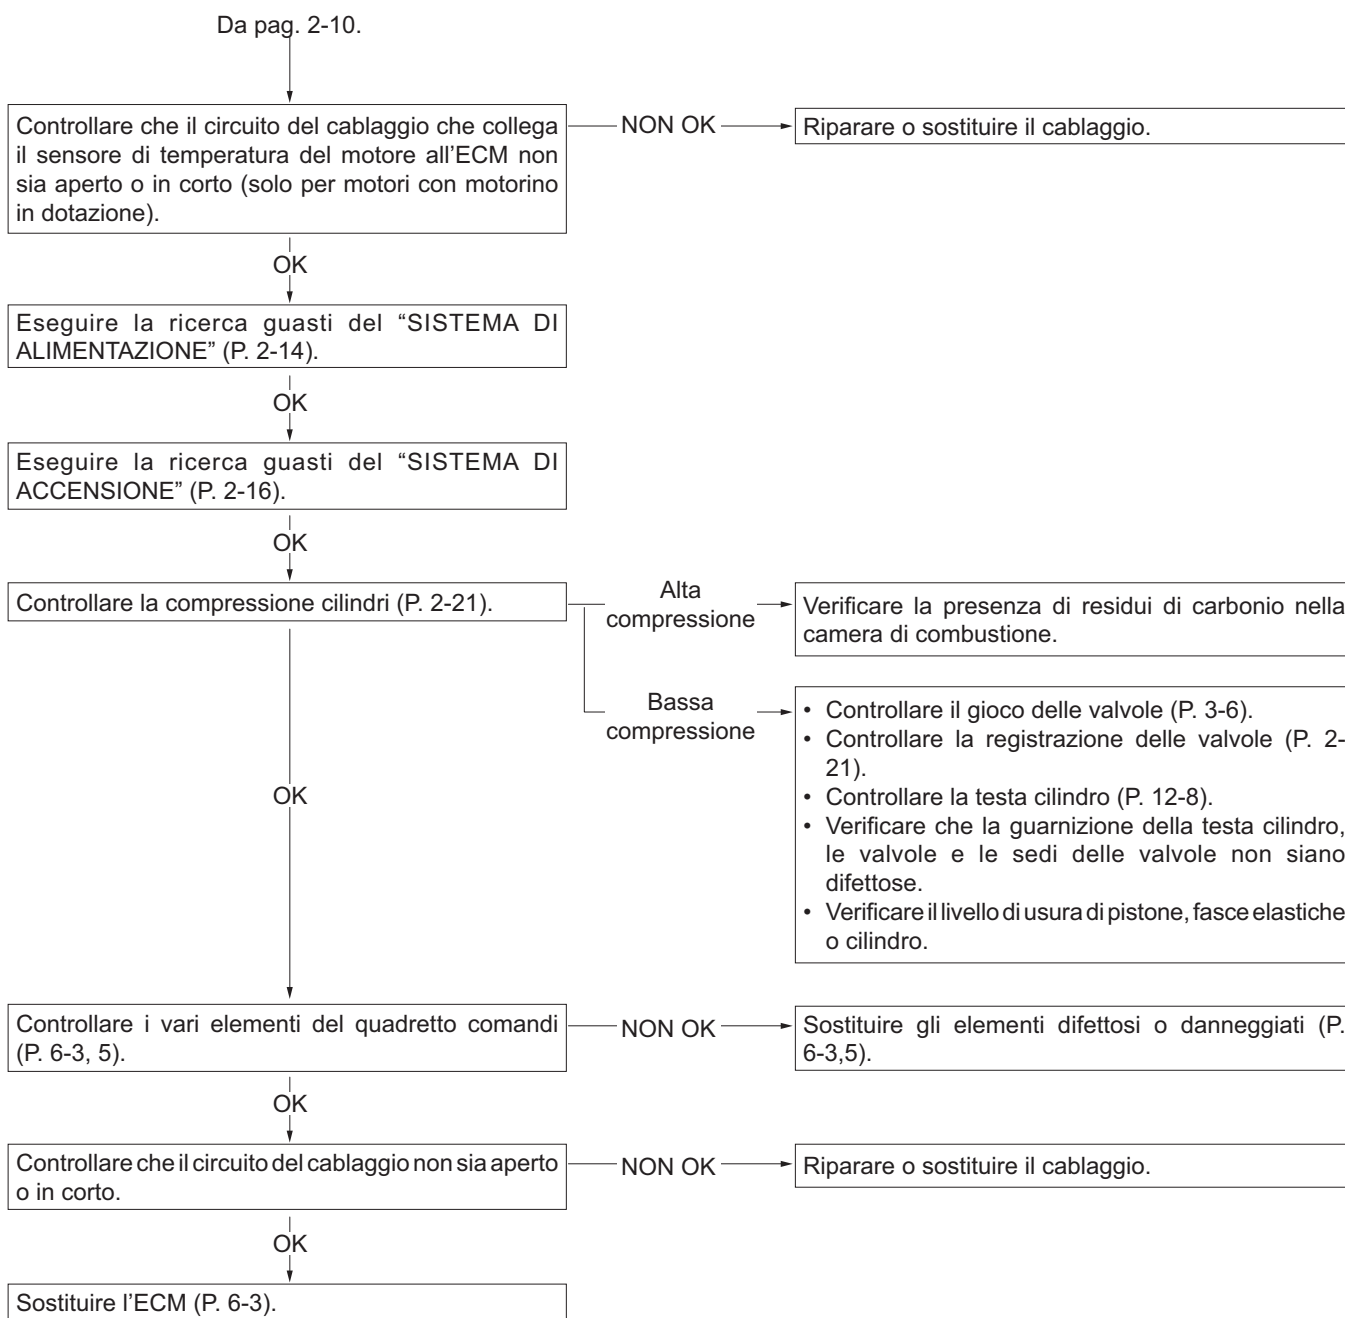 Da pag. 2-10.
Controllare che il circuito del cablaggio che collega
il sensore di temperatura del motore all’ECM non
sia aperto o in corto (solo per motori con motorino
in dotazione).
NON OK
Riparare o sostituire il cablaggio.
OK
Eseguire la ricerca guasti del “SISTEMA DI
ALIMENTAZIONE” (P. 2-14).
OK
Eseguire la ricerca guasti del “SISTEMA DI
ACCENSIONE” (P. 2-16).
OK
Controllare la compressione cilindri (P. 2-21).
Alta
compressione
Verificare la presenza di residui di carbonio nella
camera di combustione.
Bassa
compressione
• Controllare il gioco delle valvole (P. 3-6).
• Controllare la registrazione delle valvole (P. 2-
21).
• Controllare la testa cilindro (P. 12-8).
• Verificare che la guarnizione della testa cilindro,
le valvole e le sedi delle valvole non siano
difettose.
• Verificare il livello di usura di pistone, fasce elastiche
o cilindro.
OK
Controllare i vari elementi del quadretto comandi
(P. 6-3, 5).
NON OK
Sostituire gli elementi difettosi o danneggiati (P.
6-3,5).
OK
Controllare che il circuito del cablaggio non sia aperto
o in corto.
NON OK
Riparare o sostituire il cablaggio.
OK
Sostituire l’ECM (P. 6-3).